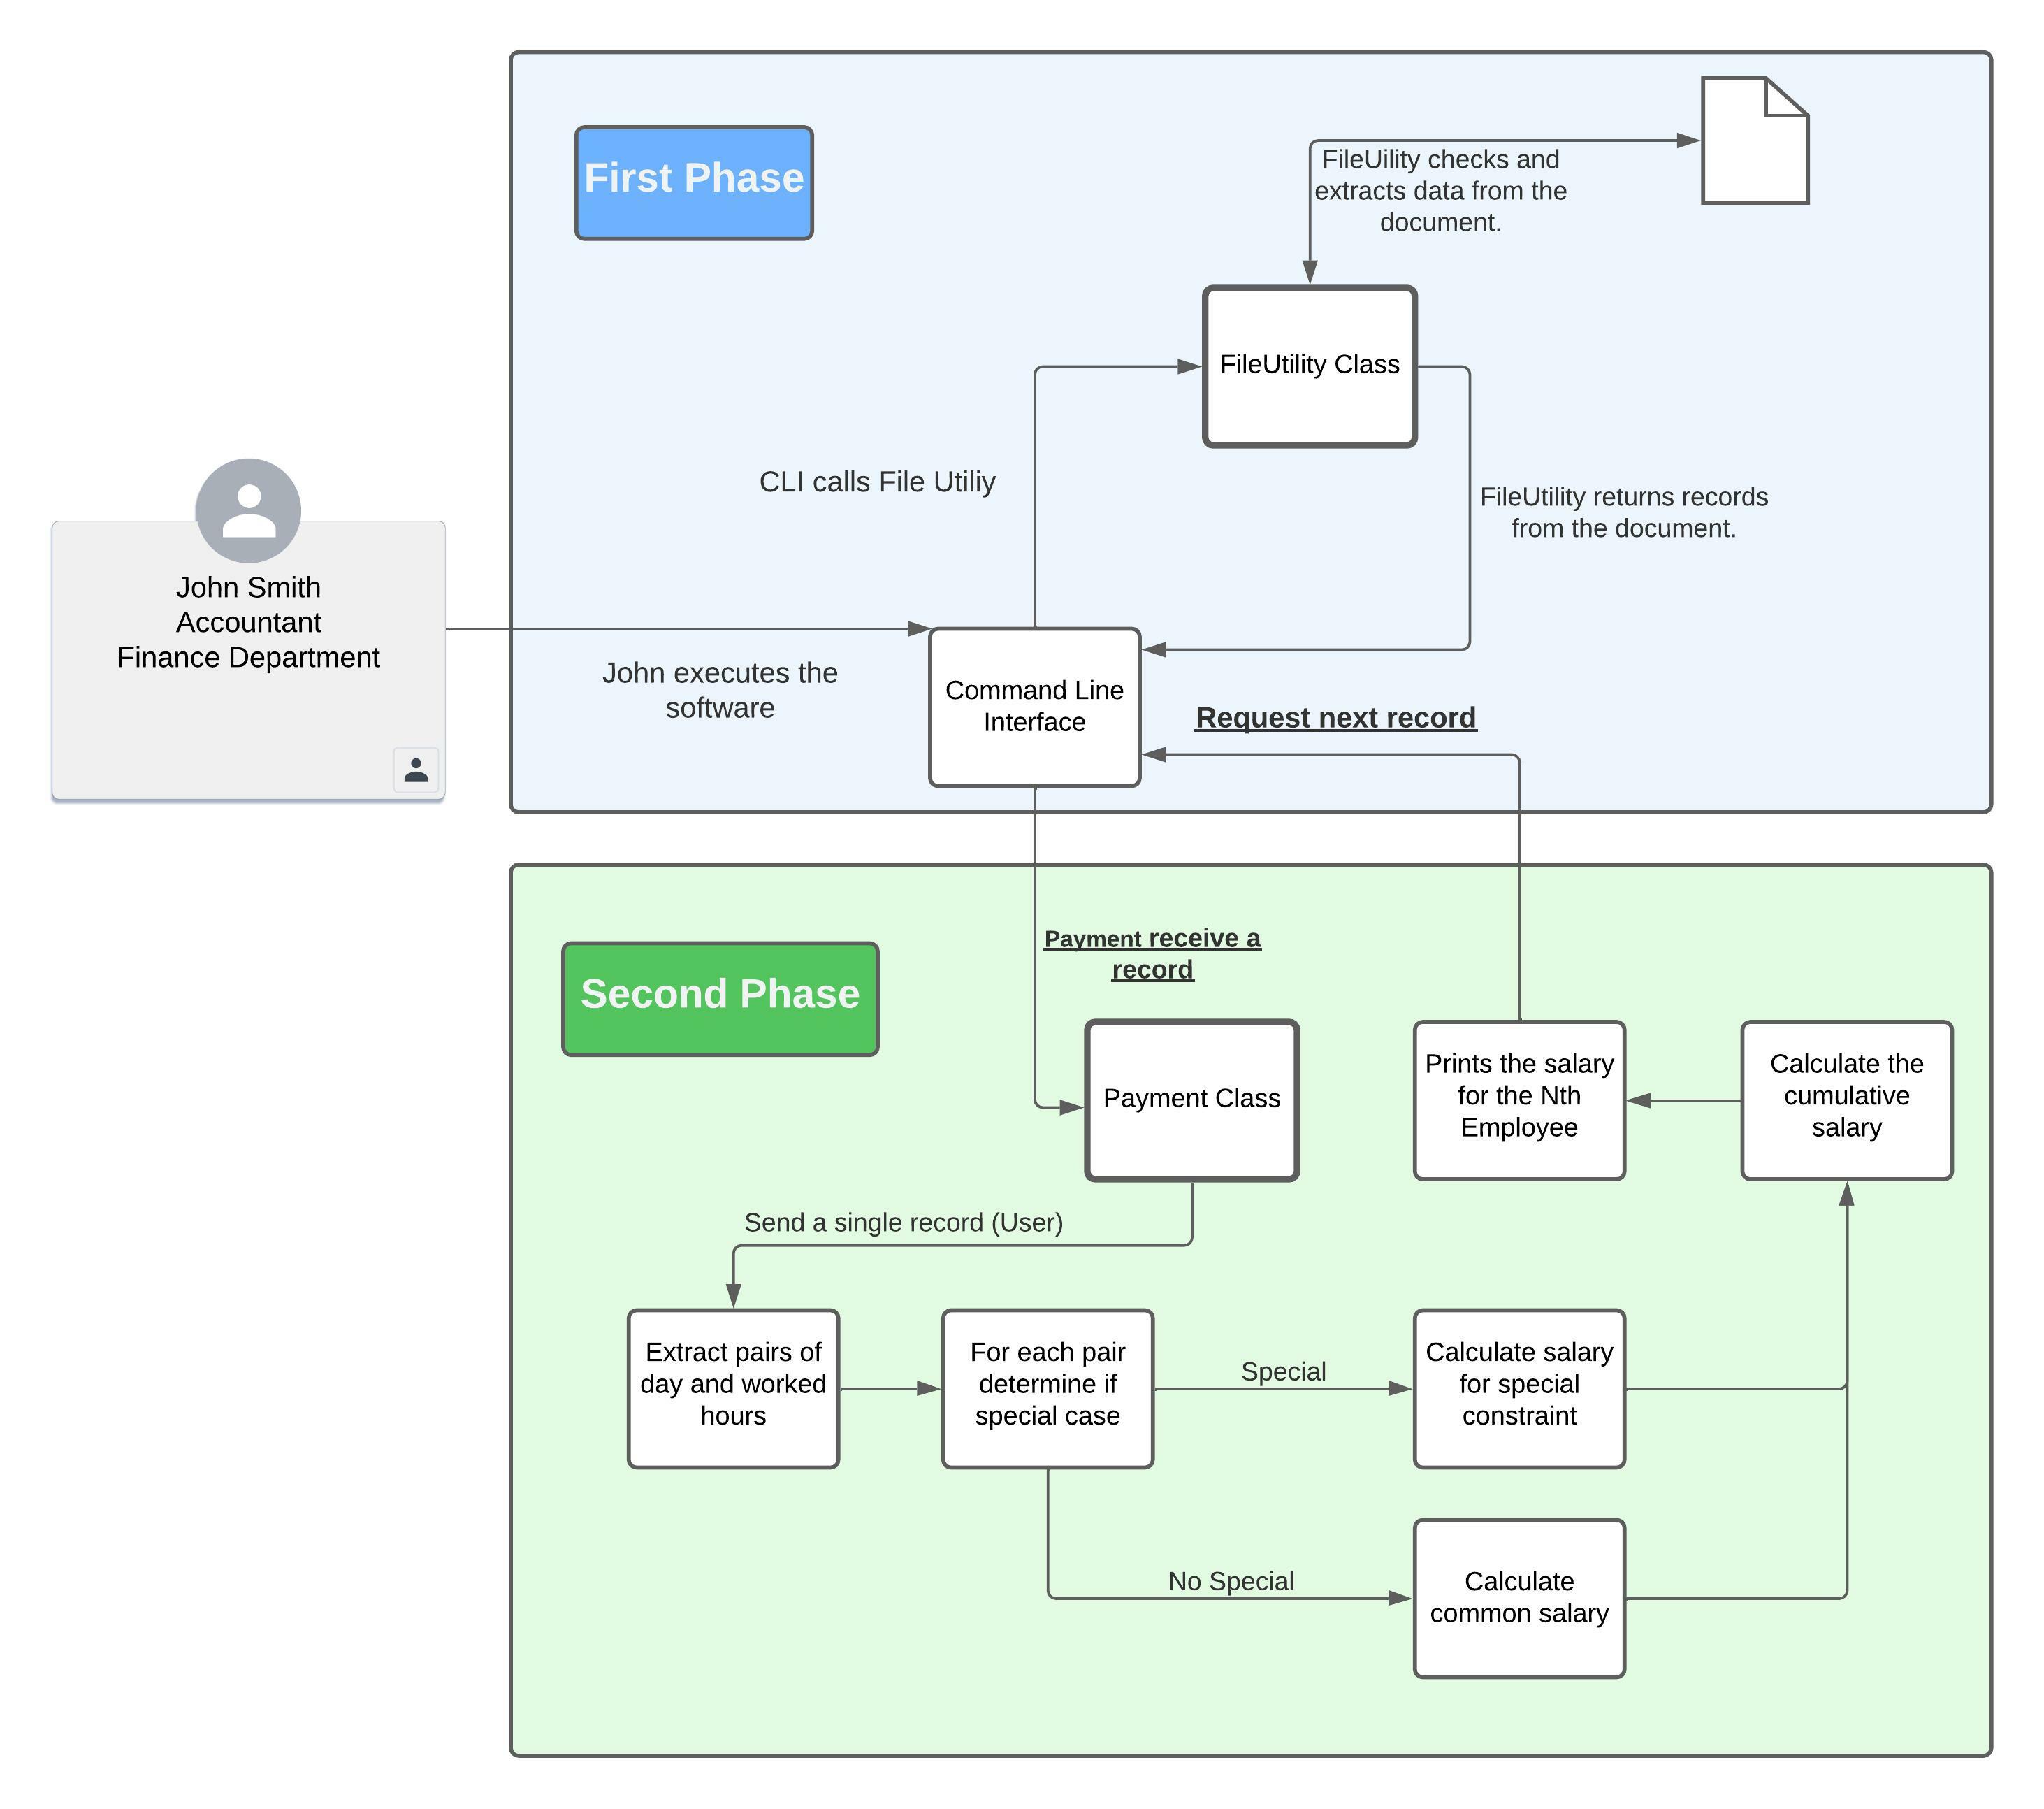 First Phase
FileUility checks and
extracts data from the
document.
FileUtility Class
CLI calls File Utiliy
FileUtility returns records
from the document.
John Smith
Accountant
Finance Department
John executes the
software
Command Line
Interface
Request next record
Second Phase
Payment receive a
record
Payment Class
Prints the salary
for the Nth
Employee
Calculate the
cumulative
salary
Send a single record (User)
Extract pairs of
day and worked
hours
For each pair
determine if
special case
Special
Calculate salary
for special
constraint
No Special
Calculate
common salary